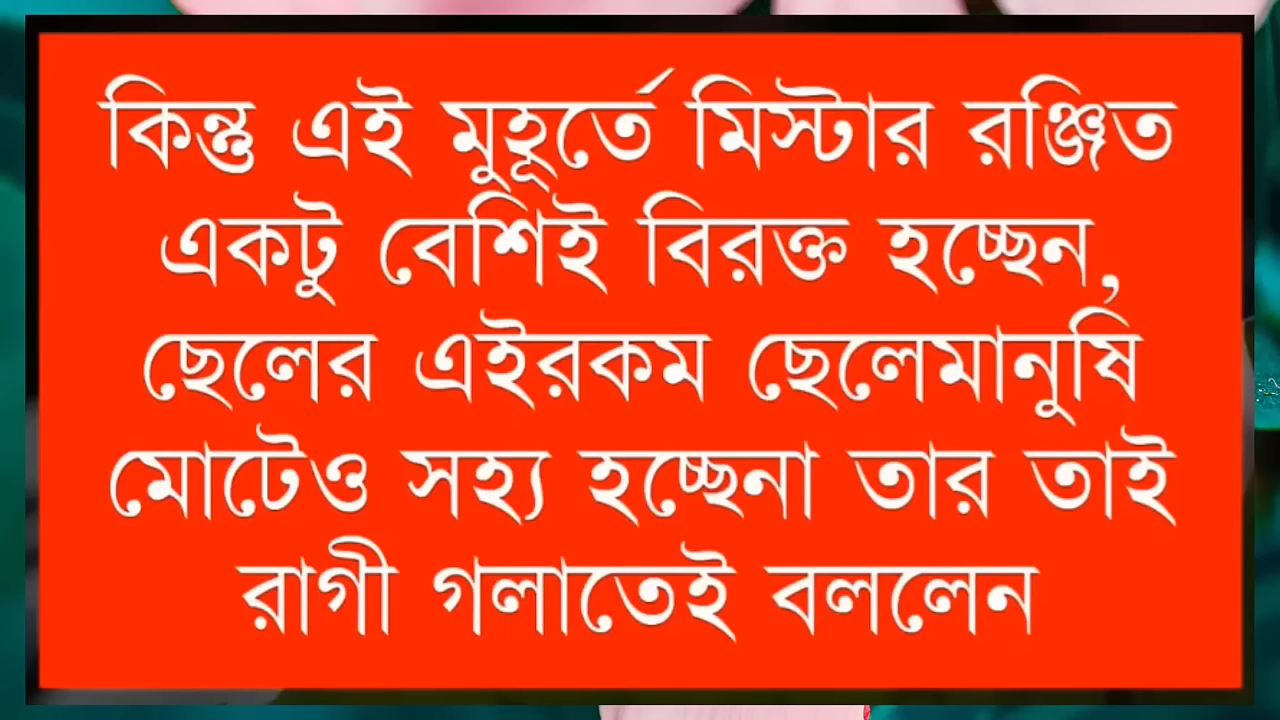 কিন্তু এই মুহূর্তে মিস্টার রঞ্জিত
একটু বেশিই বিরক্ত হচ্ছেন,
ছেলের এইরকম ছেলেমানুষি
মোটেও সহ্য হচ্ছেনা তার তাই
রাগী গলাতেই বললেন